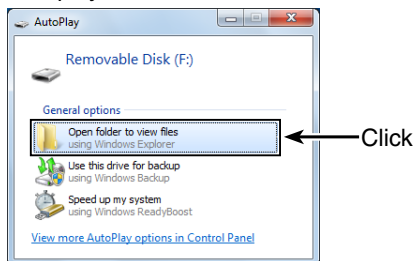 AutoPlay
Removable Disk (F:)
General options
Open folder to view files
using Windows Explorer
Click
Use this drive for backup
using Windows Backup
Speed up my system
using Windows ReadyBoost
View more AutoPlay options in Control Panel